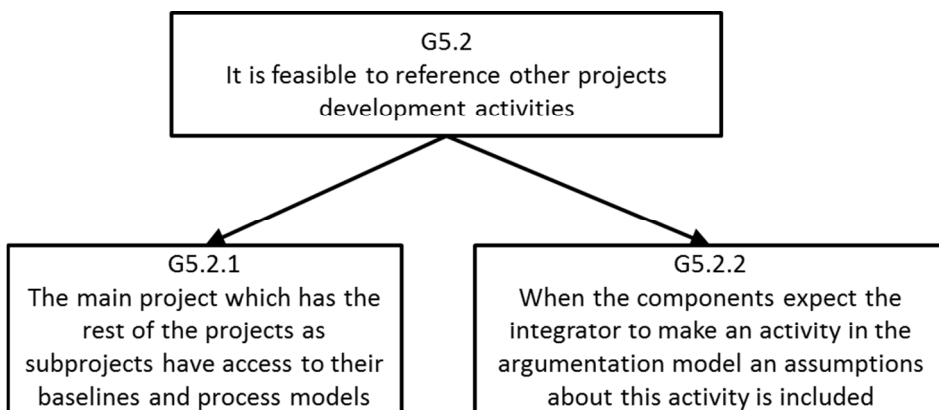 G5.2
It is feasible to reference other projects
development activities
G5.2.1
The main project which has the
rest of the projects as
subprojects have access to their
baselines and process models
G5.2.2
When the components expect the
integrator to make an activity in the
argumentation model an assumptions
about this activity is included